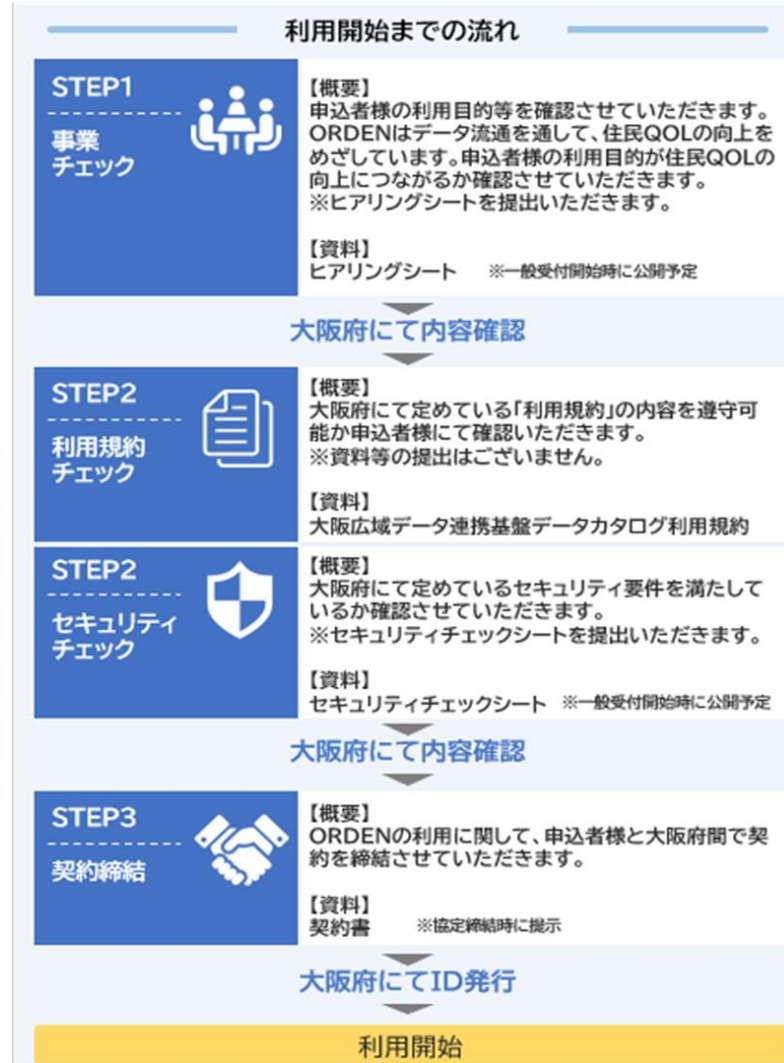 利用開始までの流れ
STEP1
事業
チェック
【概要】
申込者様の利用目的等を確認させていただきます。
ORDENはデータ流通を通して、住民QOLの向上を
めざしています。申込者様の利用目的が住民QOLの
向上につながるか確認させていただきます。
※ヒアリングシートを提出いただきます。
【資料】
ヒアリングシート ※一般受付開始時に公開予定
大阪府にて内容確認
STEP2
利用規約
チェック
【概要】
大阪府にて定めている「利用規約」の内容を遵守可
能か申込者様にて確認いただきます。
※資料等の提出はございません。
【資料】
大阪広域データ連携基盤データカタログ利用規約
STEP2
セキュリティ
チェック
【概要】
大阪府にて定めているセキュリティ要件を満たして
いるか確認させていただきます。
※セキュリティチェックシートを提出いただきます。
【資料】
セキュリティチェックシート ※一般受付開始時に公開予定
大阪府にて内容確認
STEP3
契約締結
【概要】
ORDENの利用に関して、申込者様と大阪府間で契
約を締結させていただきます。
【資料】
契約書 ※協定締結時に提示
大阪府にてID発行
利用開始